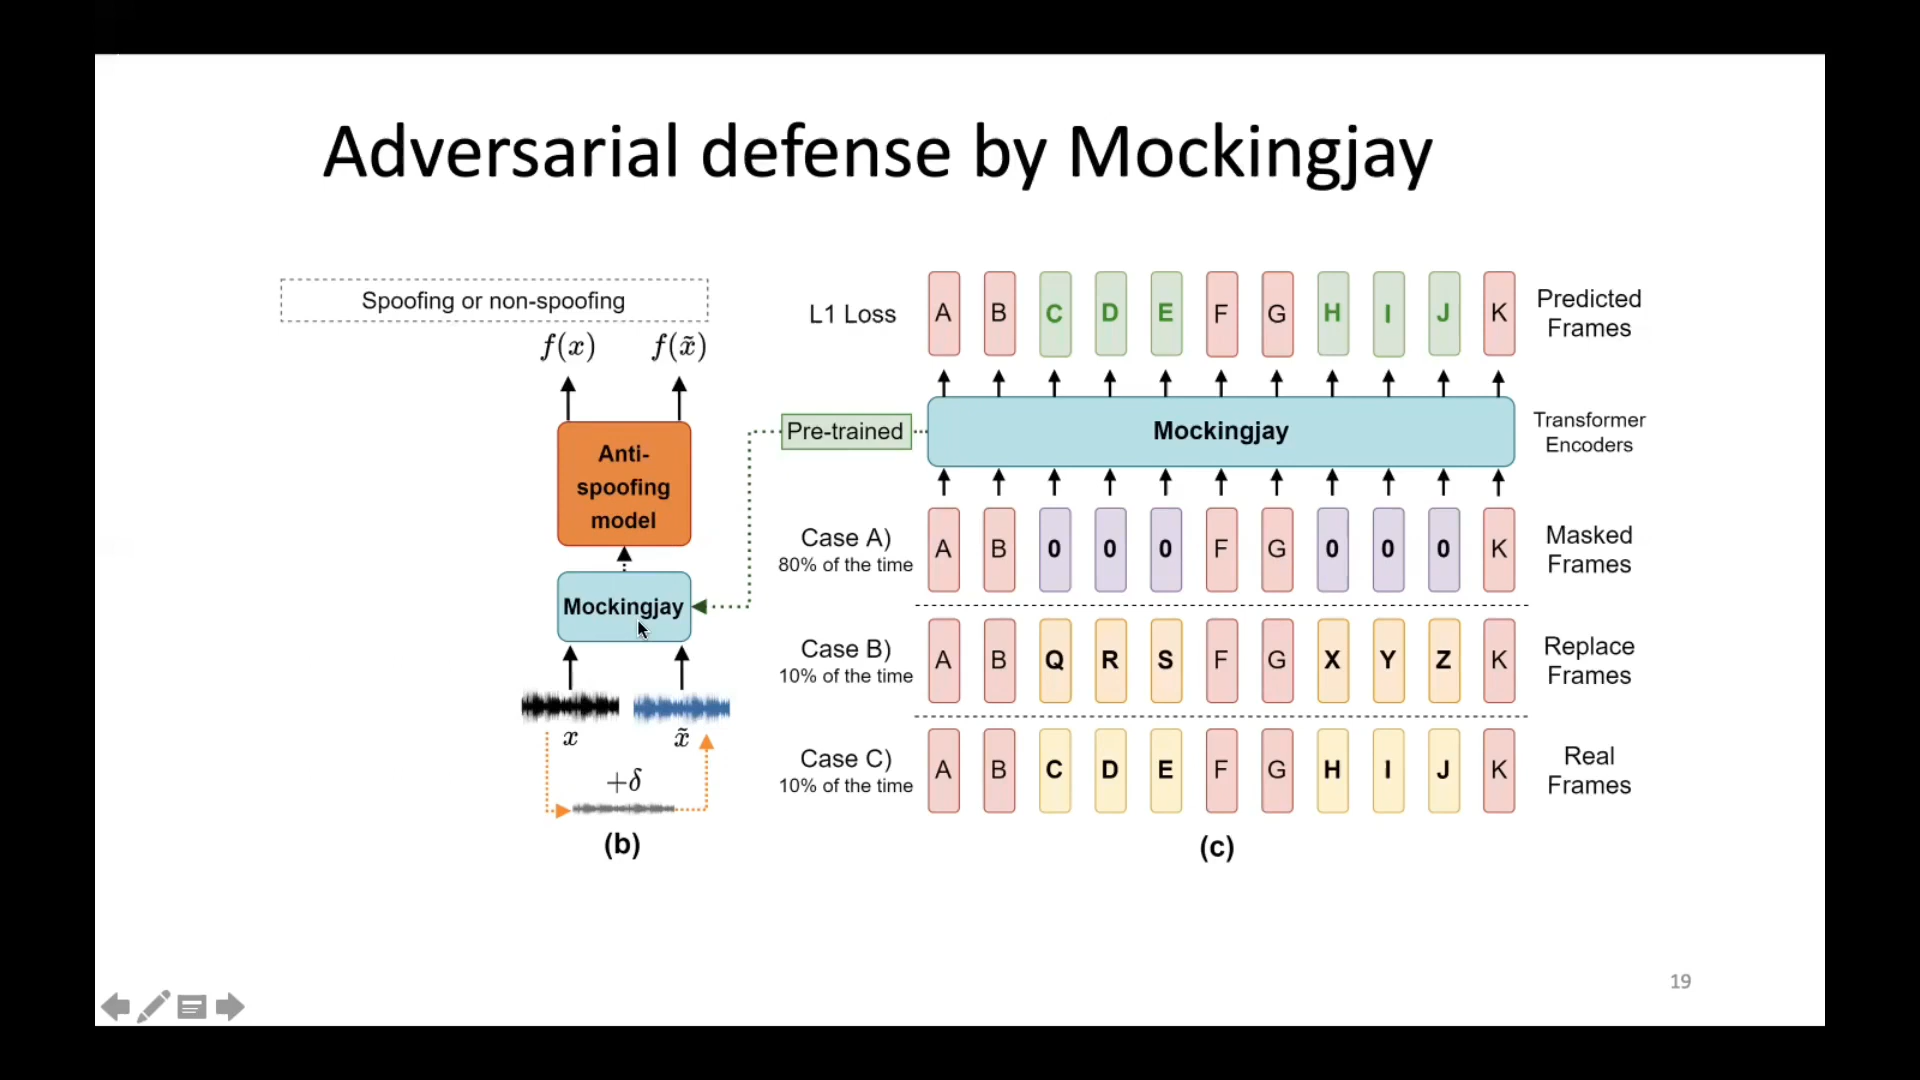 Adversarial defense by Mockingjay
Spoofing or non-spoofing
f(x) f(x̃)
Anti-
spoofing
model
Mockingjay
x x̃
+δ
(b)
L1 Loss A B C D E F G H I J K Predicted
Frames
Pre-trained Mockingjay Transformer
Encoders
Case A)
80% of the time
A B 0 0 0 F G 0 0 0 K
Masked
Frames
Case B)
10% of the time
A B Q R S F G X Y Z K
Replace
Frames
Case C)
10% of the time
A B C D E F G H I J K
Real
Frames
(c)
19